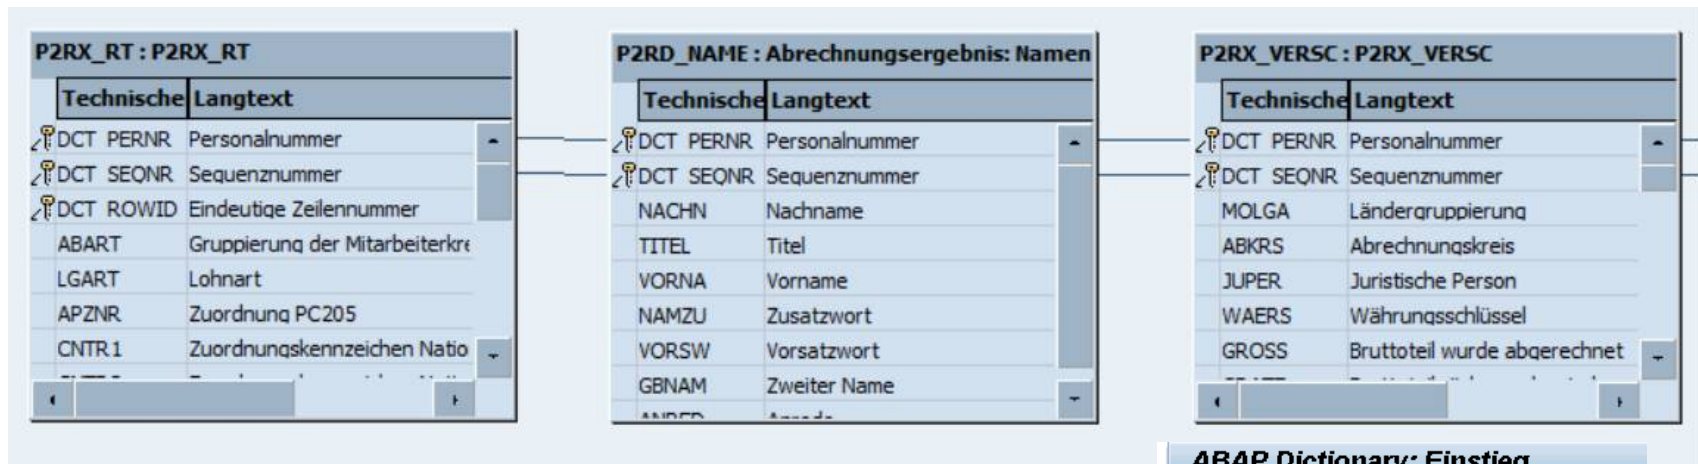 P2RX_RT : P2RX_RT
Technische Langtext
DCT PERNR Personalnummer
DCT SEQNR Sequenznummer
DCT ROWID Eindeutige Zeilennummer
ABART Gruppierung der Mitarbeiterkre
LGART Lohnart
APZNR Zuordnung PC205
CNTR1 Zuordnungskennzeichen Natio
P2RD_NAME : Abrechnungsergebnis: Namen
Technische Langtext
DCT PERNR Personalnummer
DCT SEQNR Sequenznummer
NACHN Nachname
TITEL Titel
VORNA Vorname
NAMZU Zusatzwort
VORSW Vorsatzwort
GBNAM Zweiter Name
P2RX_VERSC : P2RX_VERSC
Technische Langtext
DCT PERNR Personalnummer
DCT SEQNR Sequenznummer
MOLGA Ländergruppierung
ABKRS Abrechnungskreis
JUPER Juristische Person
WAERS Währungsschlüssel
GROSS Bruttoteil wurde abgerechnet
ABAP Dictionary: Einstieg